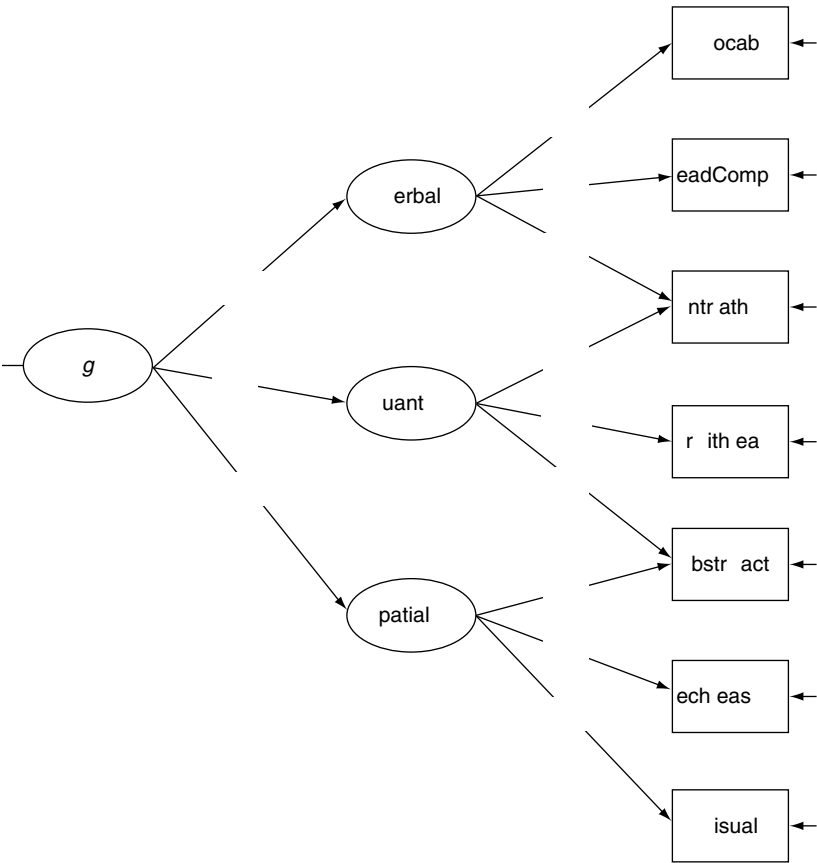 ocab
eadComp
erbal
ntr ath
g
uant
r ith ea
bstr act
patial
ech eas
isual